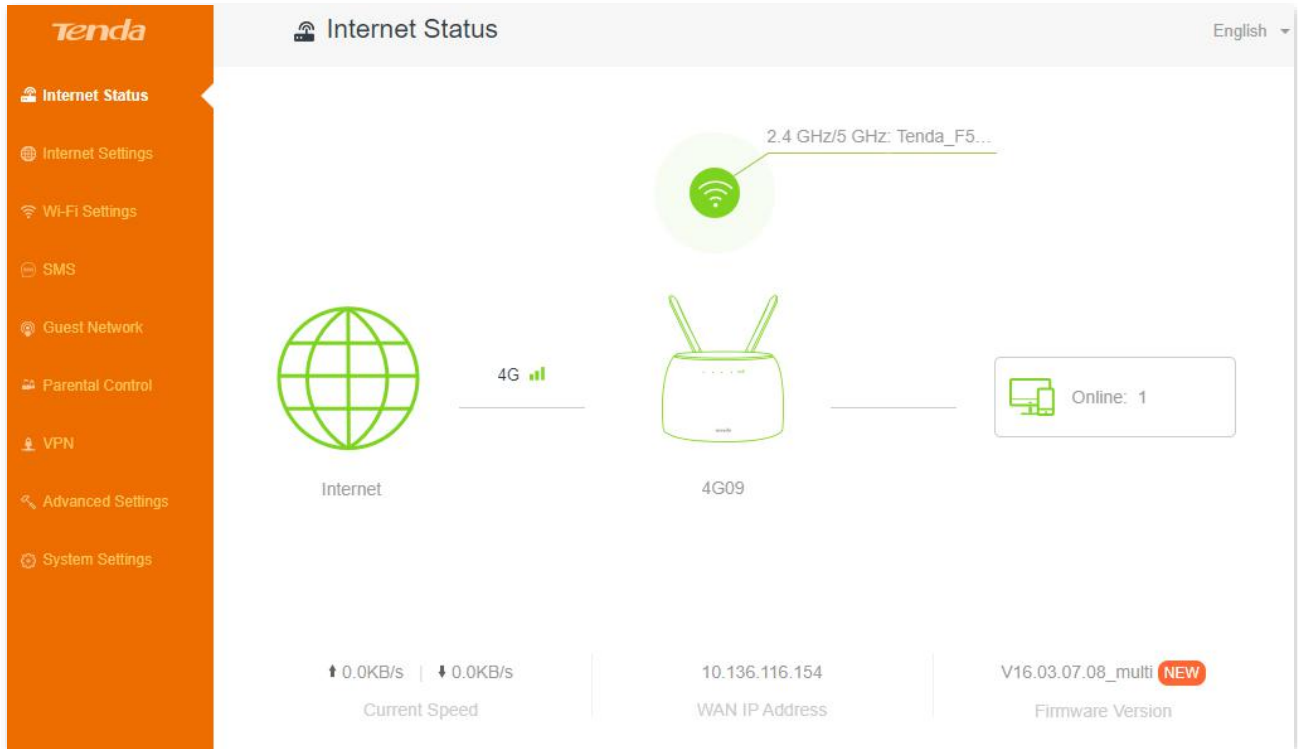 Tenda
Internet Status
English
Internet Status
Internet Settings
Wi-Fi Settings
SMS
Guest Network
Parental Control
VPN
Advanced Settings
System Settings
2.4 GHz/5 GHz: Tenda_F5...
4G
Online: 1
Internet
4G09
0.0KB/s | 0.0KB/s
Current Speed
10.136.116.154
WAN IP Address
V16.03.07.08_multi NEW
Firmware Version